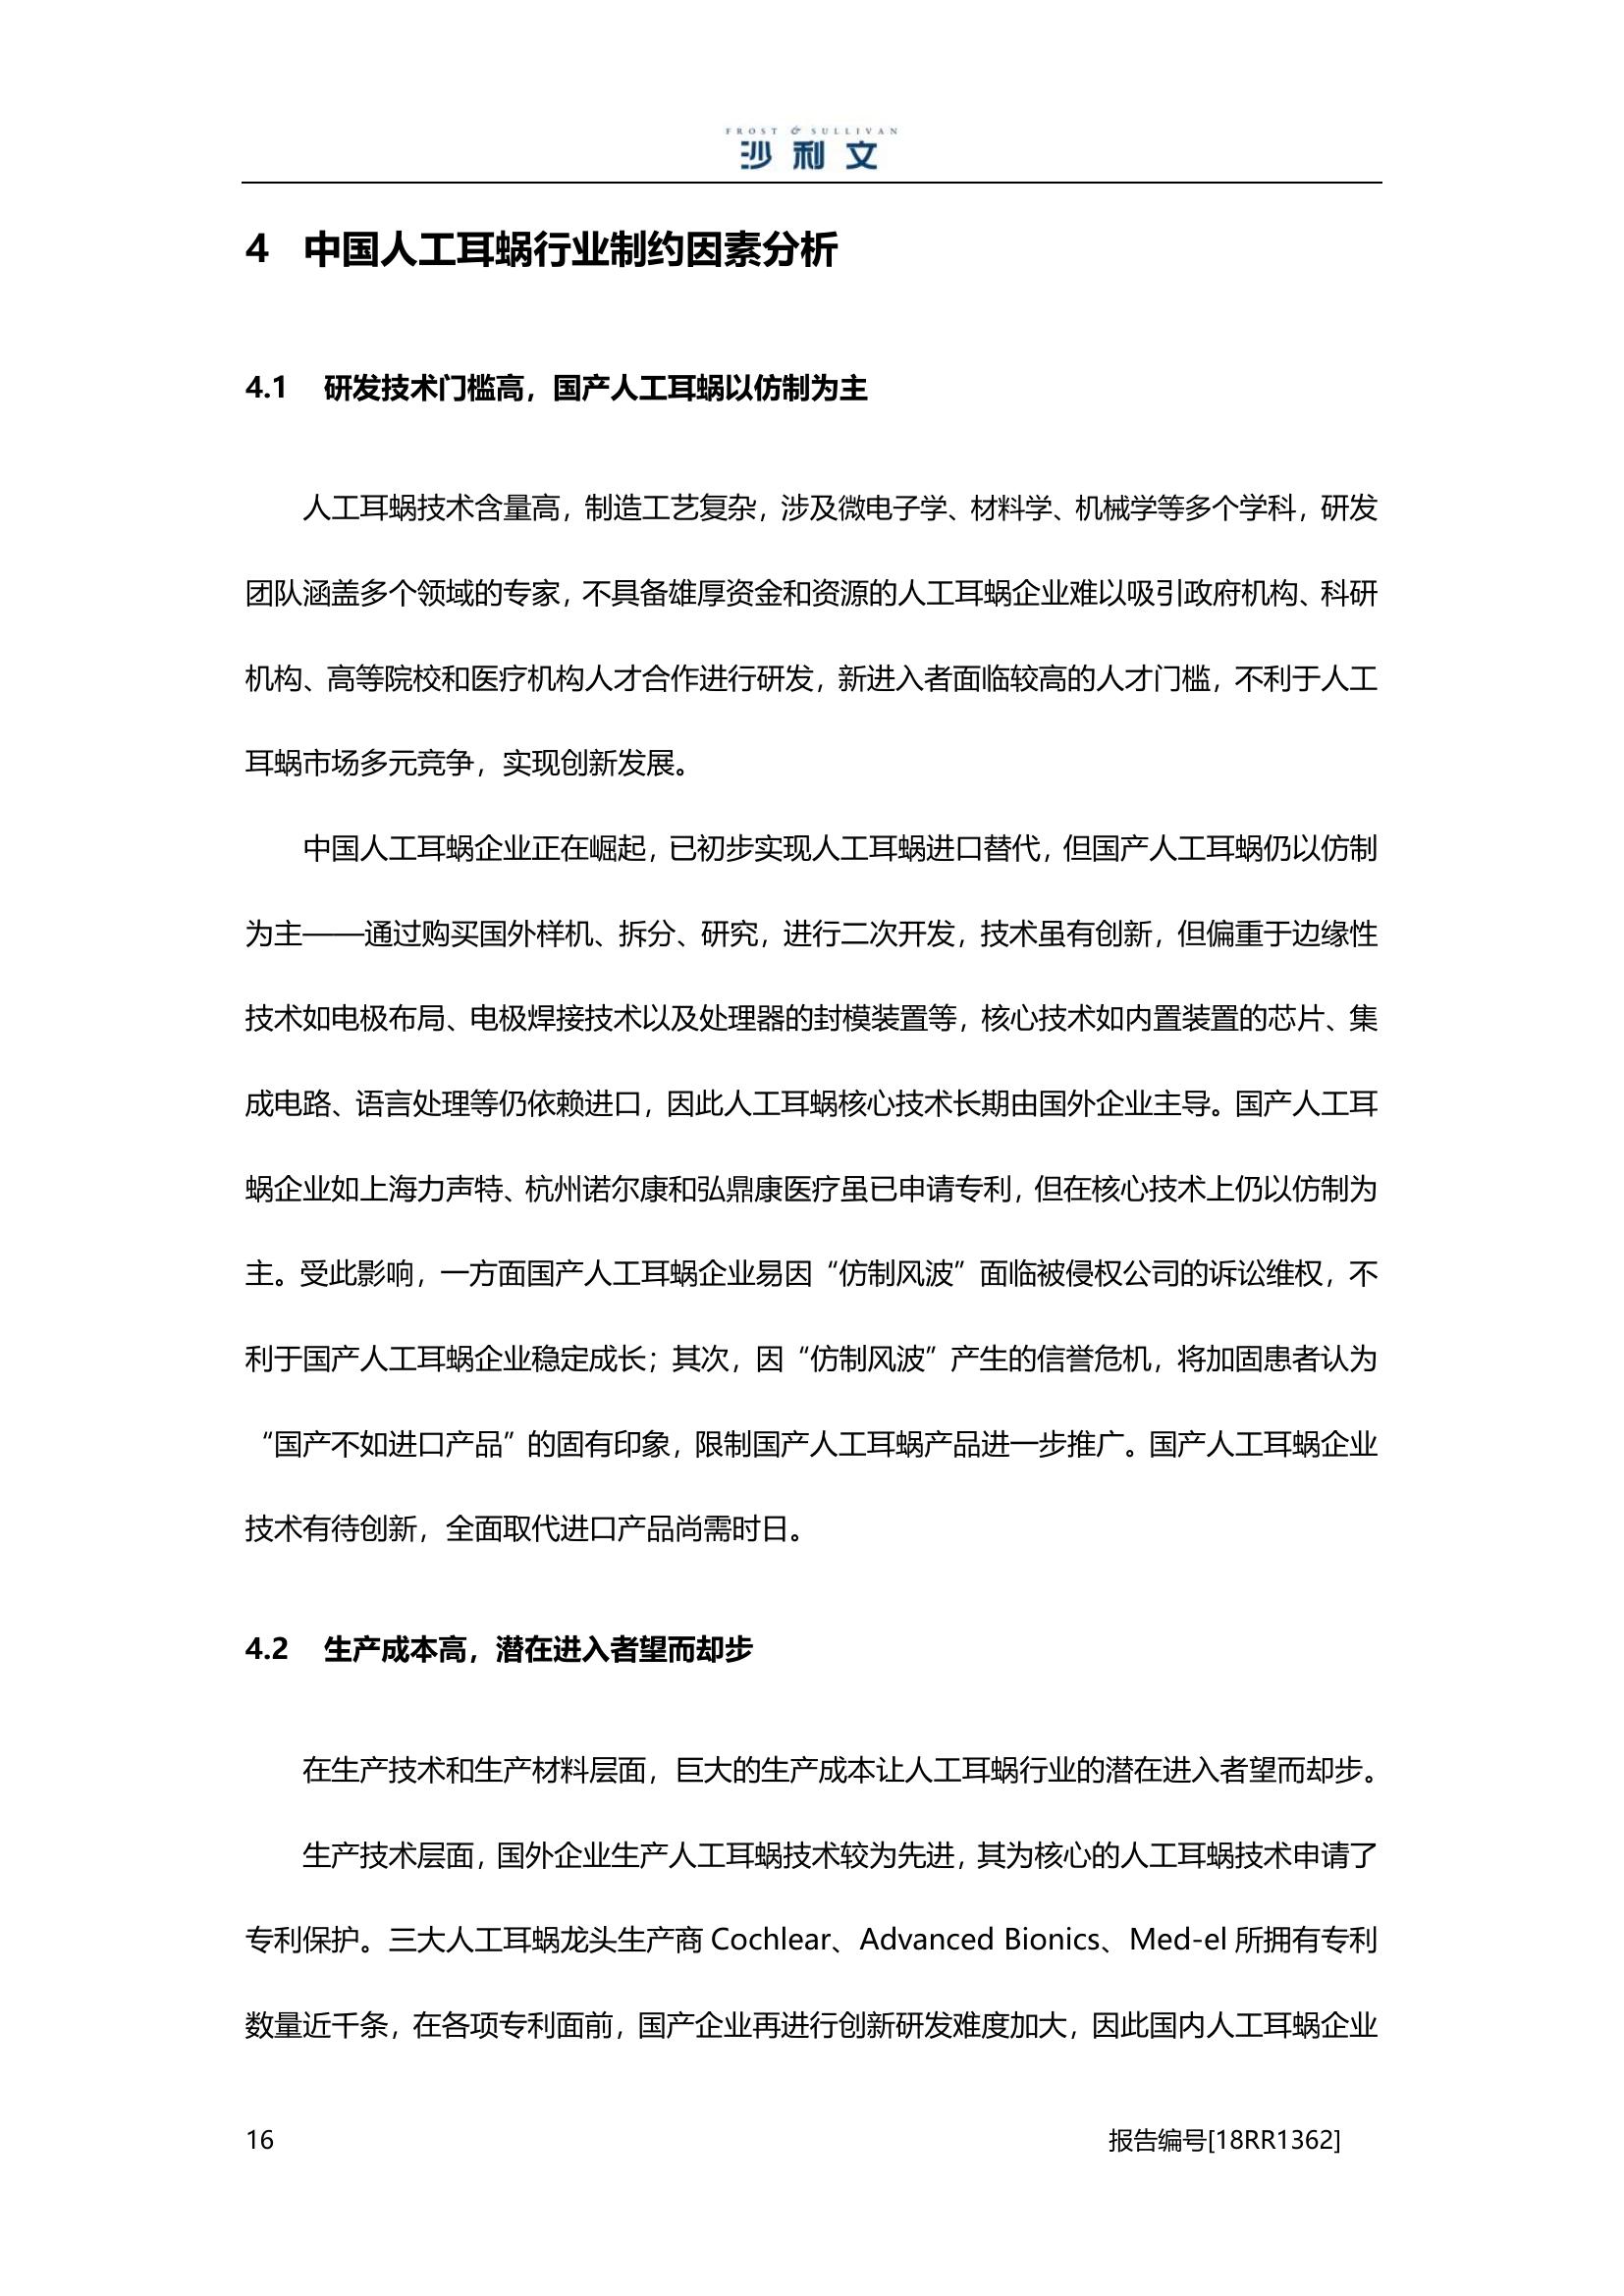 FROST & SULLIVAN
沙利文
4 中国人工耳蜗行业制约因素分析
4.1 研发技术门槛高，国产人工耳蜗以仿制为主
人工耳蜗技术含量高，制造工艺复杂，涉及微电子学、材料学、机械学等多个学科，研发
团队涵盖多个领域的专家，不具备雄厚资金和资源的人工耳蜗企业难以吸引政府机构、科研
机构、高等院校和医疗机构人才合作进行研发，新进入者面临较高的人才门槛，不利于人工
耳蜗市场多元竞争，实现创新发展。
中国人工耳蜗企业正在崛起，已初步实现人工耳蜗进口替代，但国产人工耳蜗仍以仿制
为主——通过购买国外样机、拆分、研究，进行二次开发，技术虽有创新，但偏重于边缘性
技术如电极布局、电极焊接技术以及处理器的封模装置等，核心技术如内置装置的芯片、集
成电路、语言处理等仍依赖进口，因此人工耳蜗核心技术长期由国外企业主导。国产人工耳
蜗企业如上海力声特、杭州诺尔康和弘鼎康医疗虽已申请专利，但在核心技术上仍以仿制为
主。受此影响，一方面国产人工耳蜗企业易因“仿制风波”面临被侵权公司的诉讼维权，不
利于国产人工耳蜗企业稳定成长；其次，因“仿制风波”产生的信誉危机，将加固患者认为
“国产不如进口产品”的固有印象，限制国产人工耳蜗产品进一步推广。国产人工耳蜗企业
技术有待创新，全面取代进口产品尚需时日。
4.2 生产成本高，潜在进入者望而却步
在生产技术和生产材料层面，巨大的生产成本让人工耳蜗行业的潜在进入者望而却步。
生产技术层面，国外企业生产人工耳蜗技术较为先进，其为核心的人工耳蜗技术申请了
专利保护。三大人工耳蜗龙头生产商 Cochlear、Advanced Bionics、Med-el 所拥有专利
数量近千条，在各项专利面前，国产企业再进行创新研发难度加大，因此国内人工耳蜗企业
16 报告编号[18RR1362]